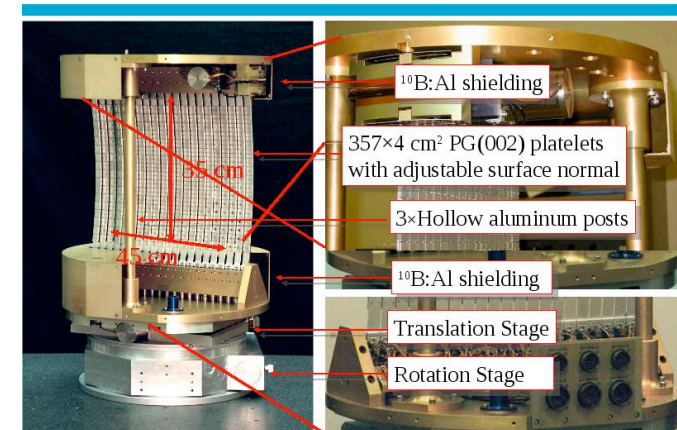 ¹⁰B:Al shielding
357×4 cm² PG(002) platelets
with adjustable surface normal
35 cm
3×Hollow aluminum posts
45 cm
¹⁰B:Al shielding
Translation Stage
Rotation Stage